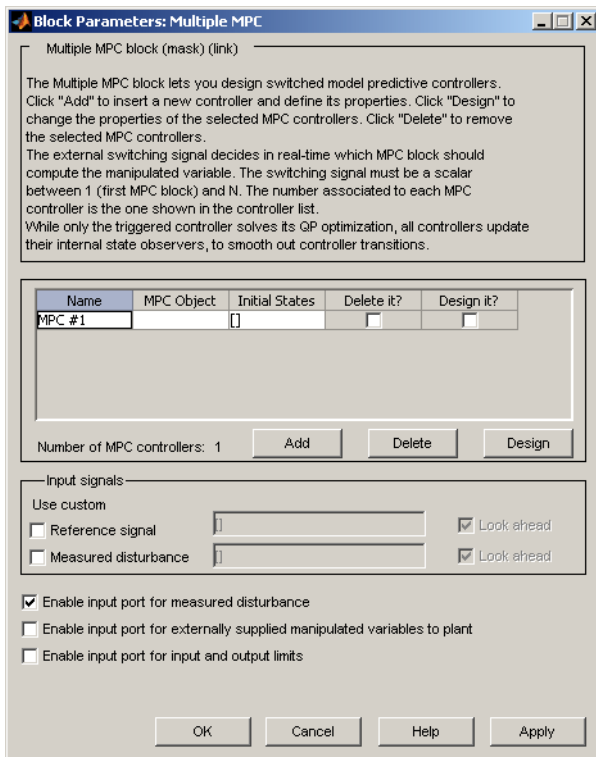 Block Parameters: Multiple MPC
Multiple MPC block (mask) (link)
The Multiple MPC block lets you design switched model predictive controllers.
Click "Add" to insert a new controller and define its properties. Click "Design" to
change the properties of the selected MPC controllers. Click "Delete" to remove
the selected MPC controllers.
The external switching signal decides in real-time which MPC block should
compute the manipulated variable. The switching signal must be a scalar
between 1 (first MPC block) and N. The number associated to each MPC
controller is the one shown in the controller list.
While only the triggered controller solves its QP optimization, all controllers update
their internal state observers, to smooth out controller transitions.
Name MPC Object Initial States Delete it? Design it?
MPC #1 []
Number of MPC controllers: 1 Add Delete Design
Input signals
Use custom
Reference signal [] Look ahead
Measured disturbance [] Look ahead
Enable input port for measured disturbance
Enable input port for externally supplied manipulated variables to plant
Enable input port for input and output limits
OK Cancel Help Apply